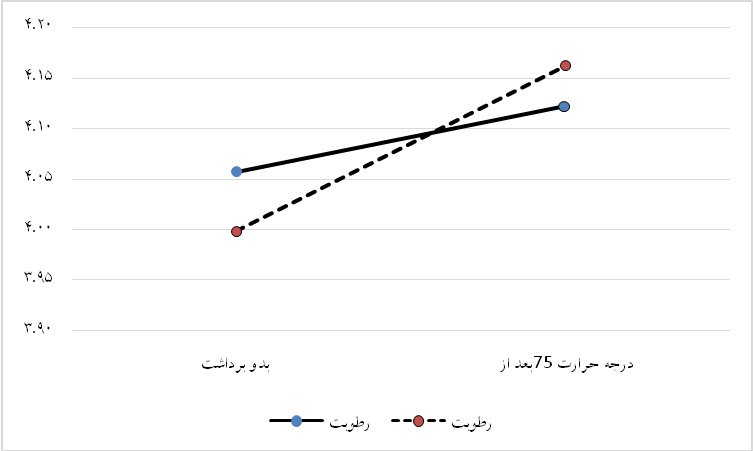 ۴.۲۰
۴.۱۵
۴.۱۰
۴.۰۵
۴.۰۰
۳.۹۵
۳.۹۰
بدو برداشت
درجه حرارت 75بعد از
رطوبت
رطوبت